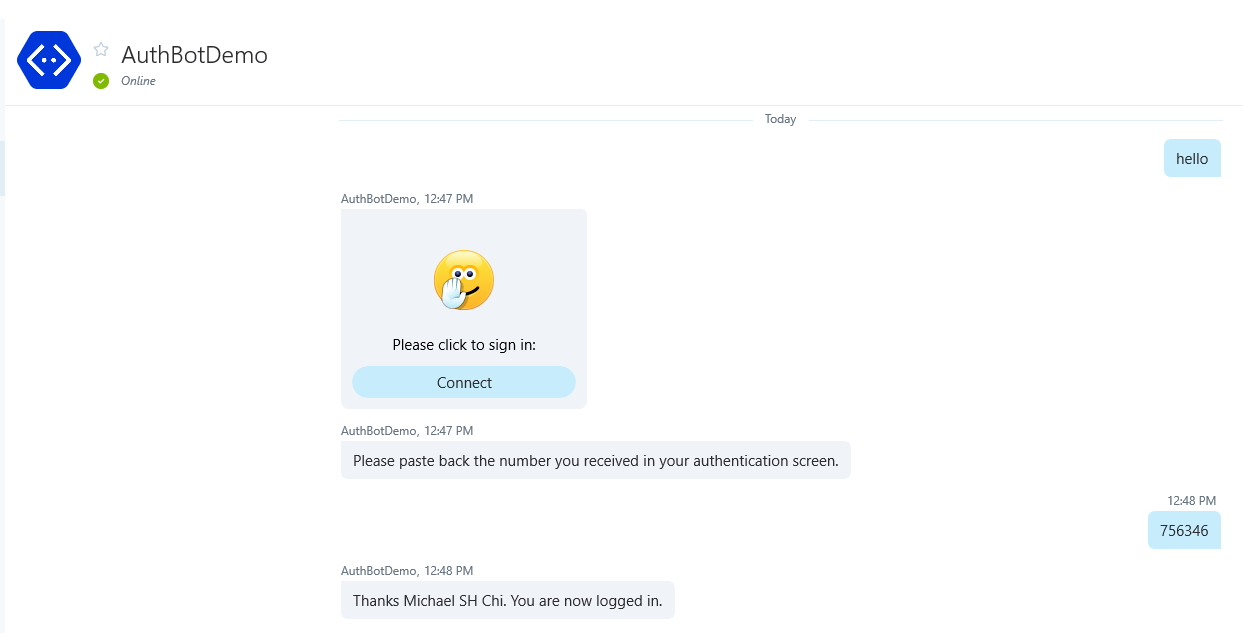 AuthBotDemo
Online
Today
hello
AuthBotDemo, 12:47 PM
Please click to sign in:
Connect
AuthBotDemo, 12:47 PM
Please paste back the number you received in your authentication screen.
12:48 PM
756346
AuthBotDemo, 12:48 PM
Thanks Michael SH Chi. You are now logged in.